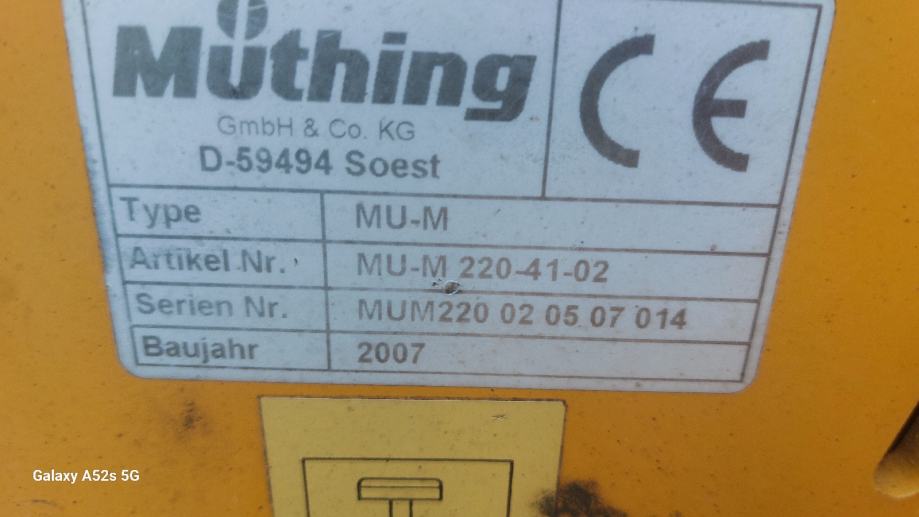 Müthing
GmbH & Co. KG
D-59494 Soest
CE
Type MU-M
Artikel Nr. MU-M 220-41-02
Serien Nr. MUM220 02 05 07 014
Baujahr 2007
Galaxy A52s 5G